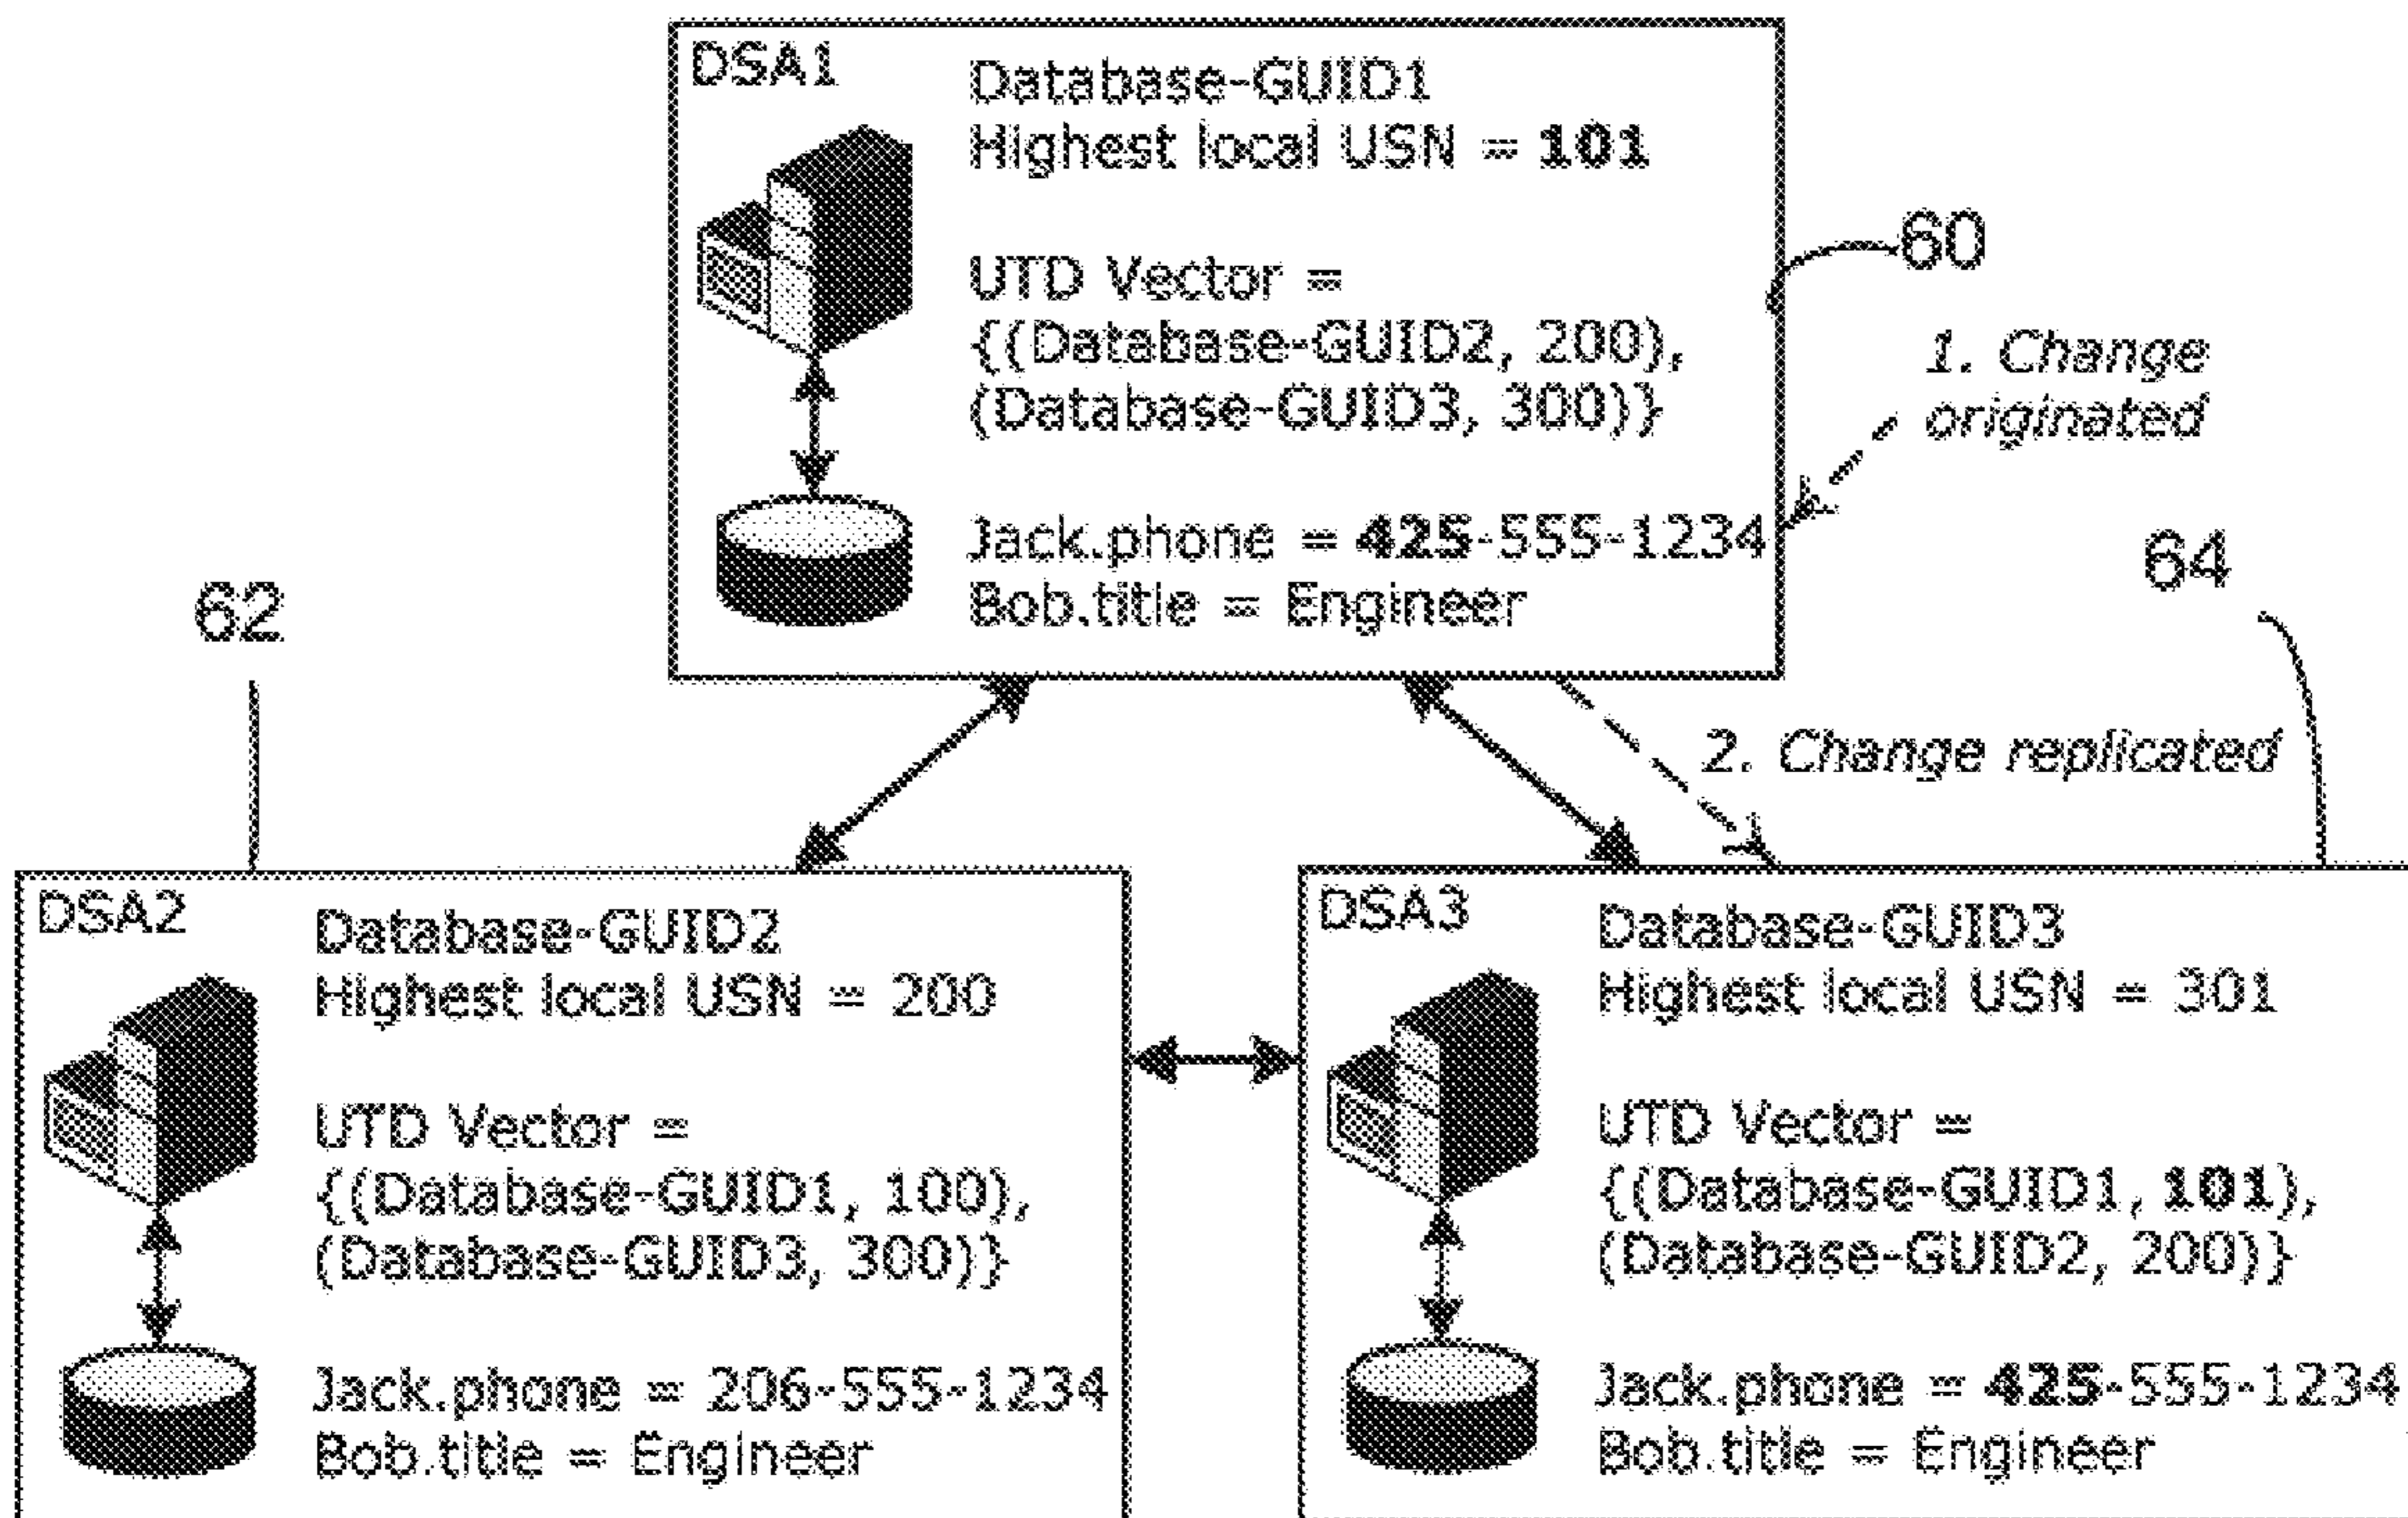 DSA1
Database-GUID1
Highest local USN = 101
UTD Vector =
{(Database-GUID2, 200),
(Database-GUID3, 300)}
Jack.phone = 425-555-1234
Bob.title = Engineer
60
1. Change
originated
62
64
2. Change replicated
DSA2
Database-GUID2
Highest local USN = 200
UTD Vector =
{(Database-GUID1, 100),
(Database-GUID3, 300)}
Jack.phone = 206-555-1234
Bob.title = Engineer
DSA3
Database-GUID3
Highest local USN = 301
UTD Vector =
{(Database-GUID1, 101),
(Database-GUID2, 200)}
Jack.phone = 425-555-1234
Bob.title = Engineer